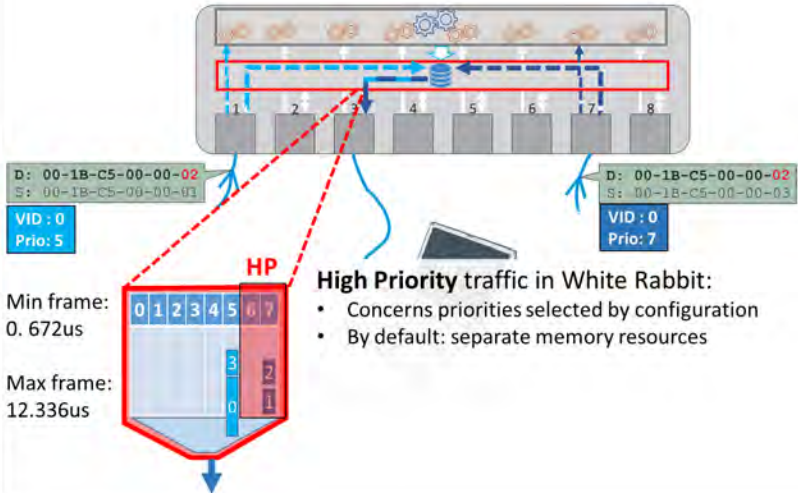 1 2 3 4 5 6 7 8
D: 00-1B-C5-00-00-02
S: 00-1B-C5-00-00-01
VID : 0
Prio: 5
D: 00-1B-C5-00-00-02
S: 00-1B-C5-00-00-03
VID : 0
Prio: 7
HP
Min frame:
0. 672us
Max frame:
12.336us
0 1 2 3 4 5 6 7
3 2
0 1
High Priority traffic in White Rabbit:
• Concerns priorities selected by configuration
• By default: separate memory resources